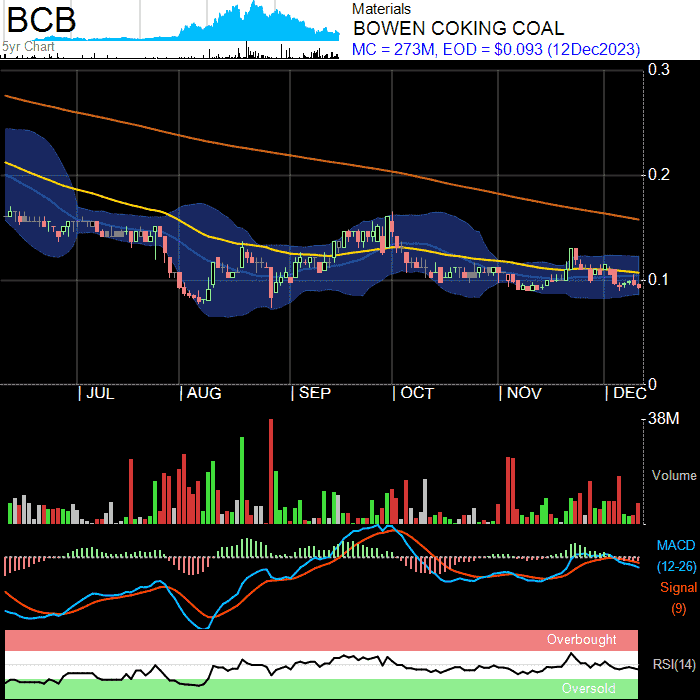 BCB
5yr Chart
Materials
BOWEN COKING COAL
MC = 273M, EOD = $0.093 (12Dec2023)
0.3
0.2
0.1
0
JUL
AUG
SEP
OCT
NOV
DEC
38M
Volume
MACD
(12-26)
Signal
(9)
Overbought
RSI(14)
Oversold